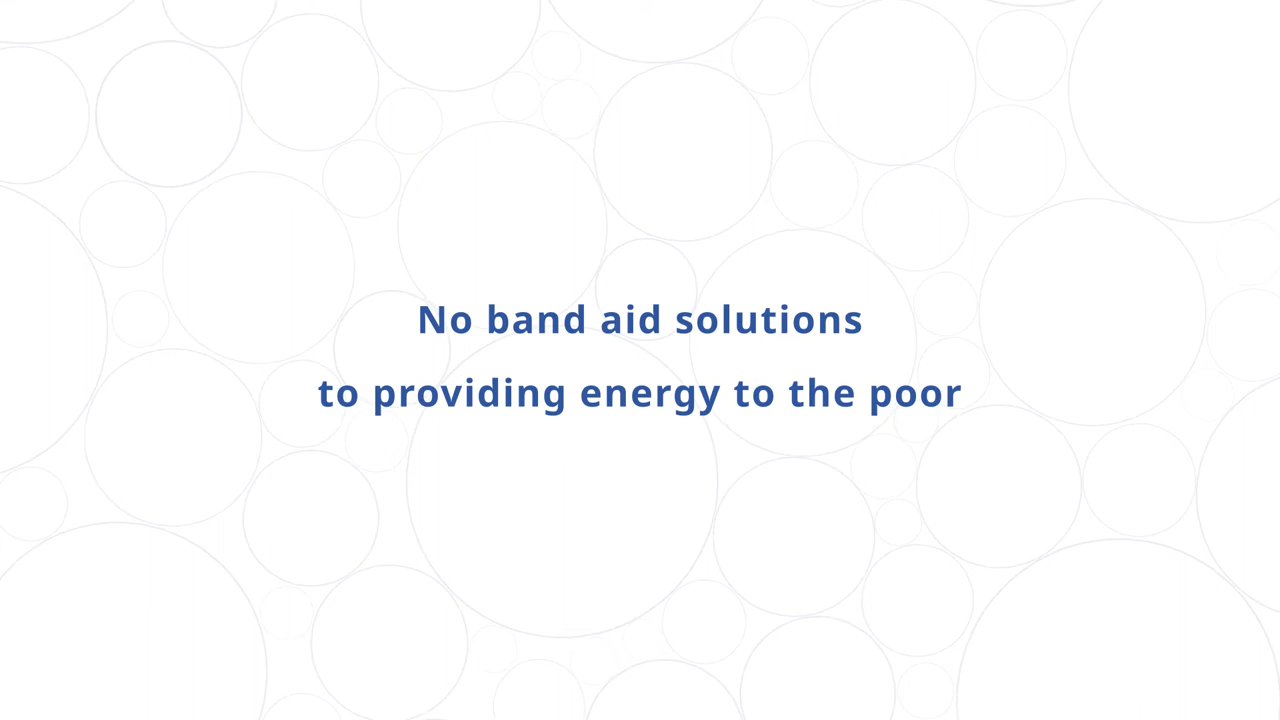 No band aid solutions
to providing energy to the poor